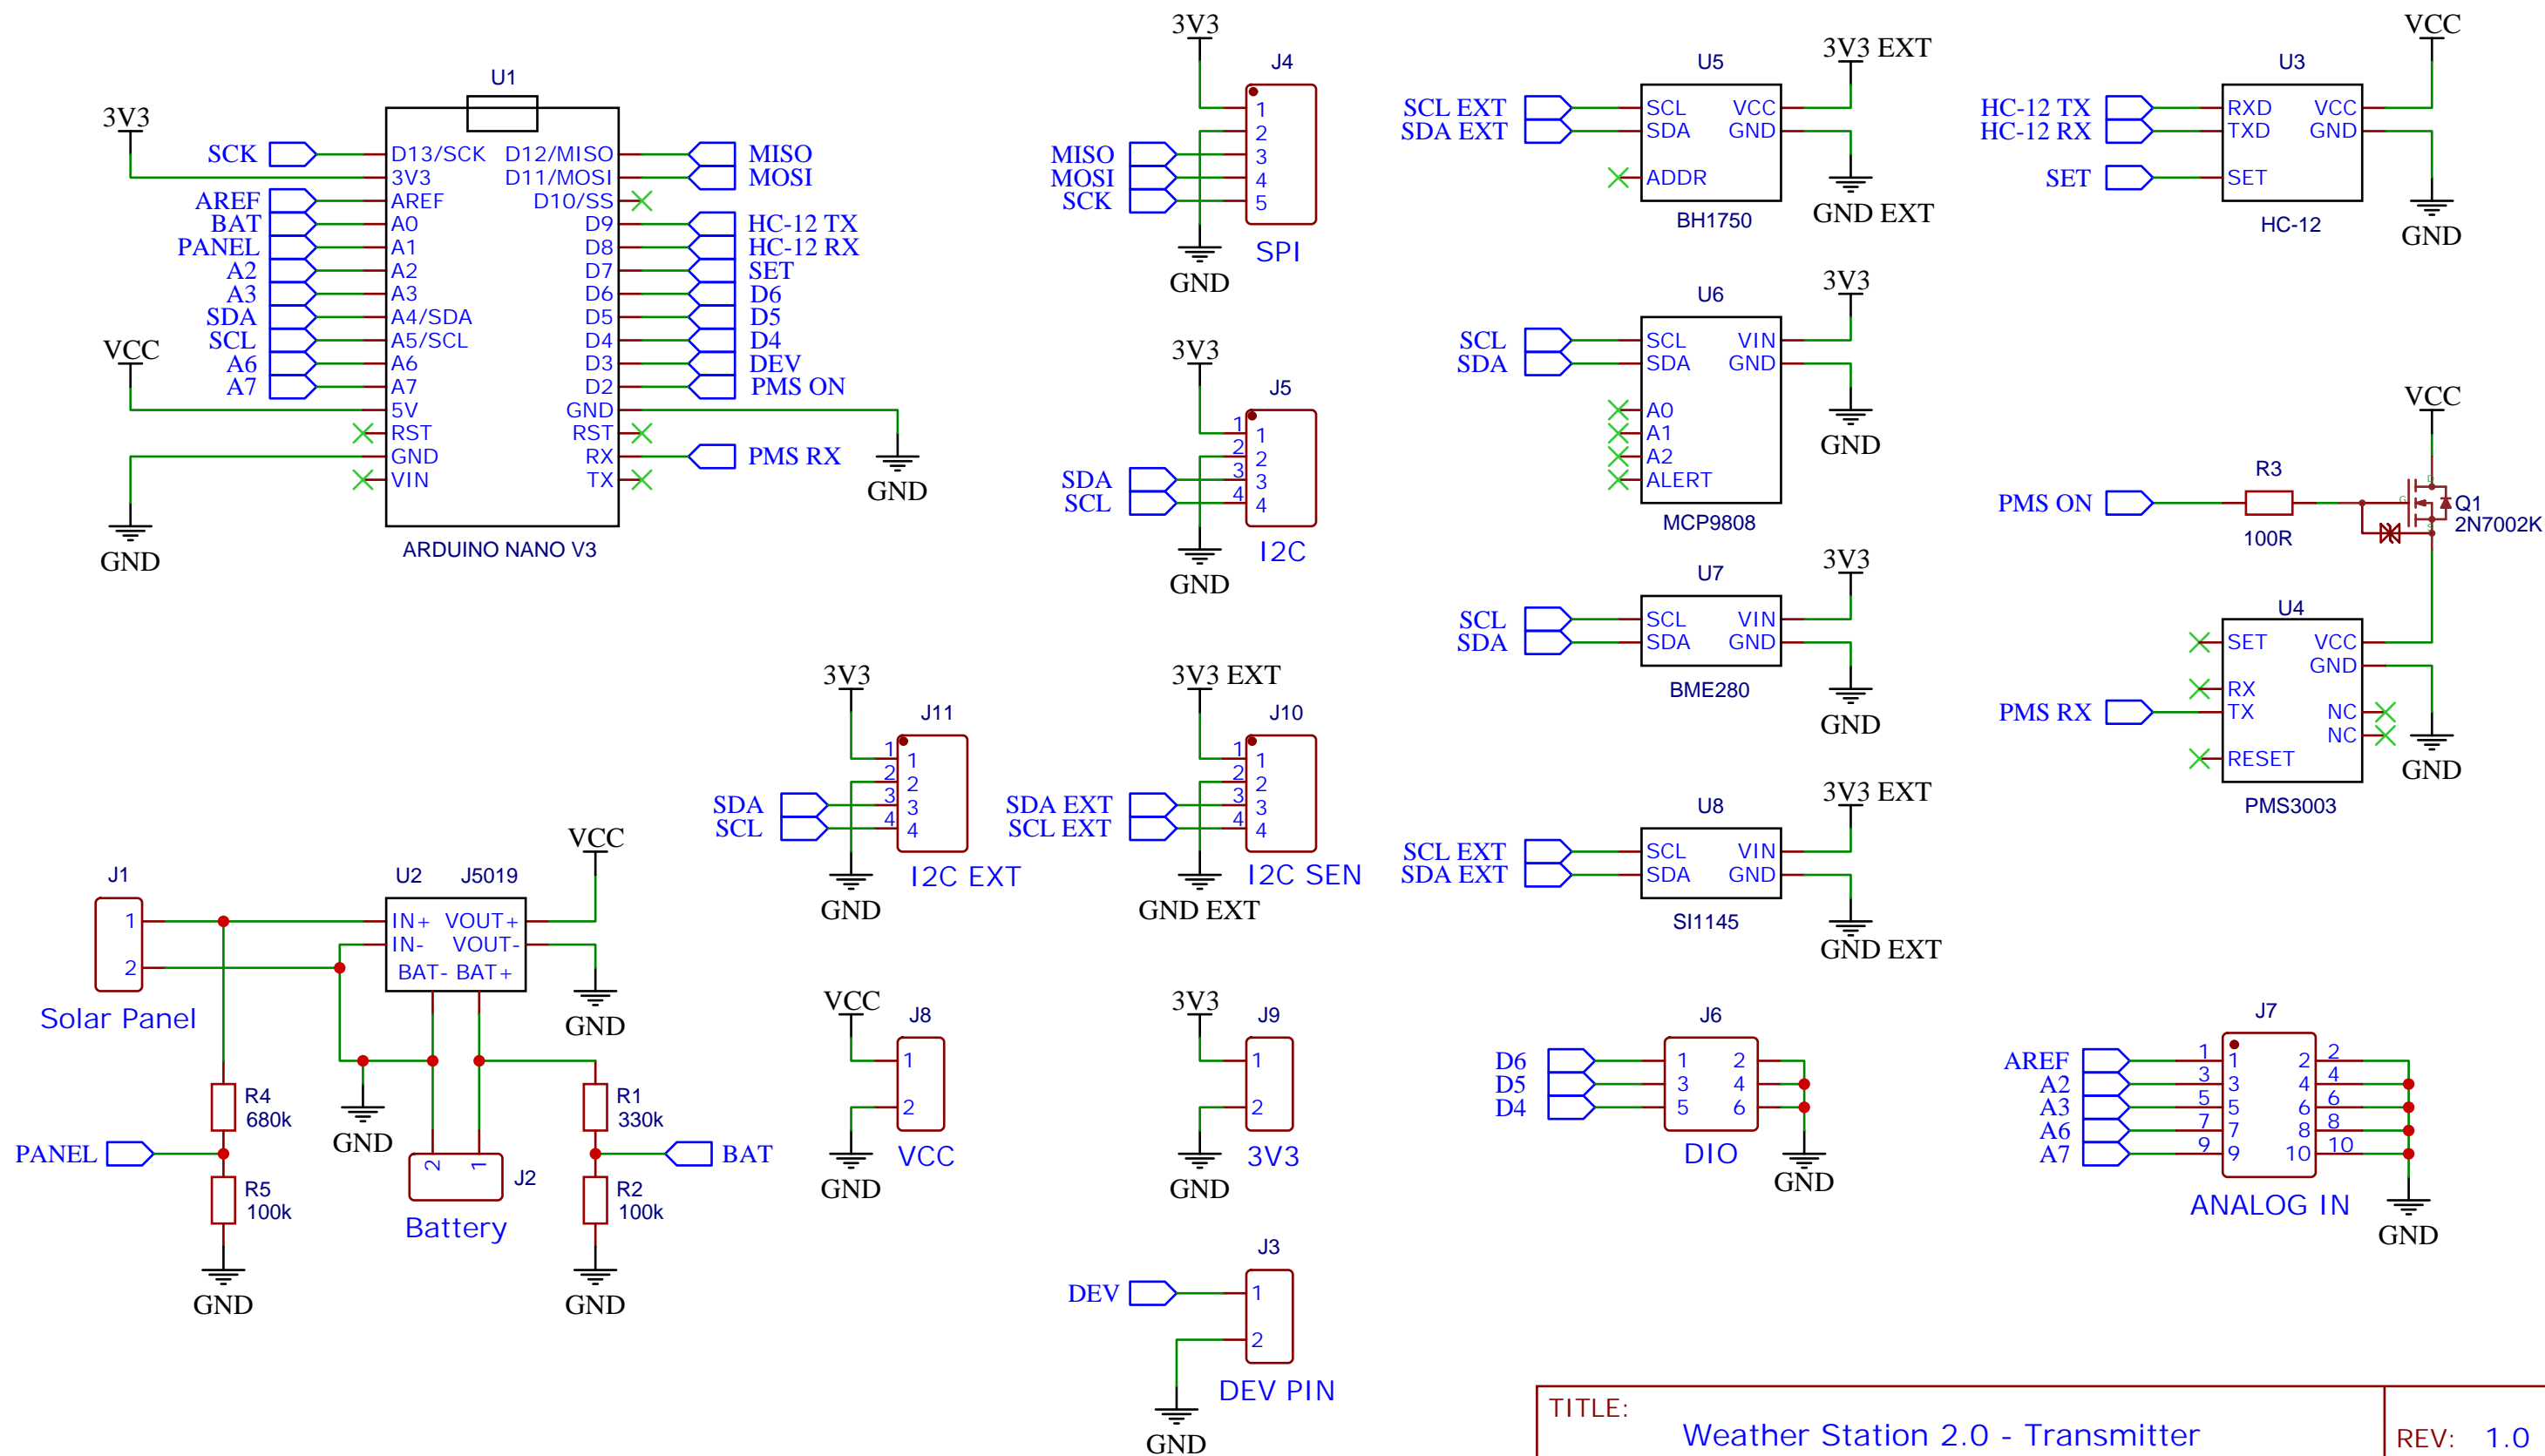 U1
3V3
SCK
AREF
BAT
PANEL
A2
A3
SDA
SCL
A6
A7
VCC
GND
D13/SCK
3V3
AREF
A0
A1
A2
A3
A4/SDA
A5/SCL
A6
A7
5V
RST
GND
VIN
D12/MISO
D11/MOSI
D10/SS
D9
D8
D7
D6
D5
D4
D3
D2
GND
RST
RX
TX
MISO
MOSI
HC-12 TX
HC-12 RX
SET
D6
D5
D4
DEV
PMS ON
PMS RX
GND
ARDUINO NANO V3
3V3
J4
MISO
MOSI
SCK
1
2
3
4
5
GND
SPI
3V3
J5
SDA
SCL
1 1
2 2
3 3
4 4
GND
I2C
U5
3V3 EXT
SCL EXT
SDA EXT
SCL VCC
SDA GND
ADDR
BH1750
GND EXT
U3
VCC
HC-12 TX
HC-12 RX
SET
RXD VCC
TXD GND
SET
HC-12
GND
U6
3V3
SCL
SDA
SCL VIN
SDA GND
A0
A1
A2
ALERT
MCP9808
GND
VCC
R3
PMS ON
100R
D
G
S
Q1
2N7002K
U7
3V3
SCL
SDA
SCL VIN
SDA GND
BME280
GND
U4
SET VCC
GND
RX
PMS RX
TX NC
NC
RESET
PMS3003
GND
3V3
J11
SDA
SCL
1 1
2 2
3 3
4 4
GND
I2C EXT
3V3 EXT
J10
SDA EXT
SCL EXT
1 1
2 2
3 3
4 4
GND EXT
I2C SEN
U8
3V3 EXT
SCL EXT
SDA EXT
SCL VIN
SDA GND
SI1145
GND EXT
J1
1
2
Solar Panel
U2 J5019
VCC
IN+ VOUT+
IN- VOUT-
BAT- BAT+
GND
R4
680k
GND
R1
330k
PANEL
BAT
R5
100k
2 1
J2
Battery
R2
100k
GND
GND
VCC
J8
1
2
GND
VCC
3V3
J9
1
2
GND
3V3
J6
D6
D5
D4
1 2
3 4
5 6
DIO
GND
J7
AREF
A2
A3
A6
A7
1 1 2 2
3 3 4 4
5 5 6 6
7 7 8 8
9 9 10 10
ANALOG IN
GND
J3
DEV
1
2
DEV PIN
GND
TITLE:
Weather Station 2.0 - Transmitter
REV: 1.0